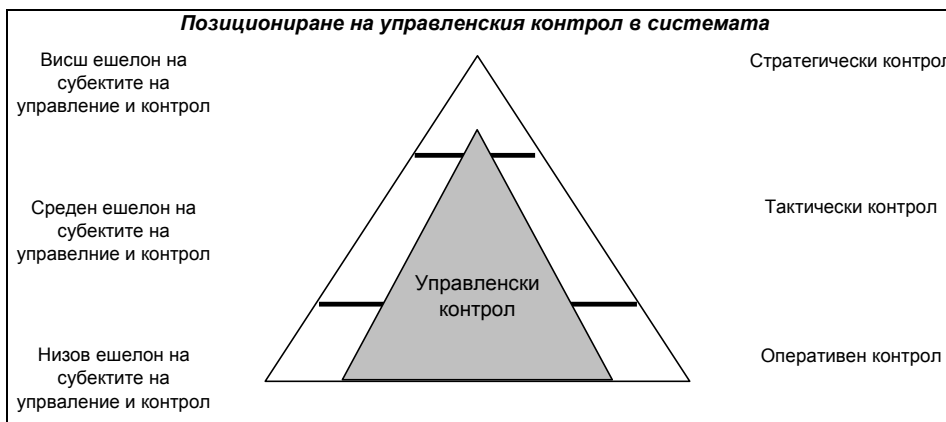 Позициониране на управленския контрол в системата
Висш ешелон на
субектите на
управление и контрол
Стратегически контрол
Среден ешелон на
субектите на
управелние и контрол
Тактически контрол
Управленски
контрол
Низов ешелон на
субектите на
упрваление и контрол
Оперативен контрол